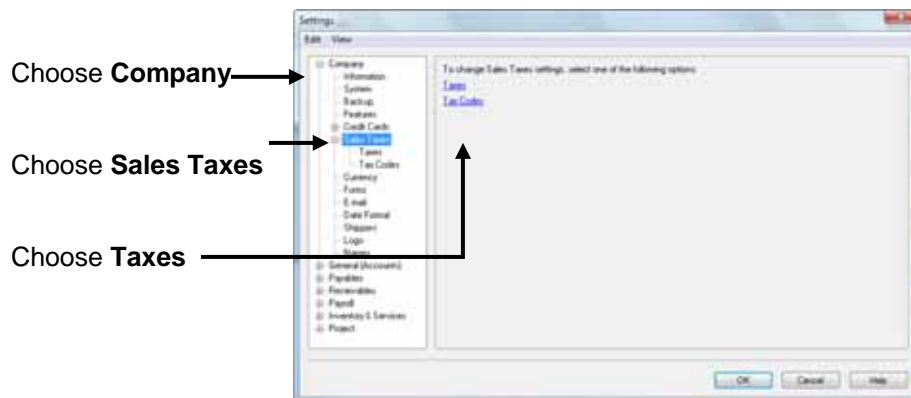 Settings
Edit View
Choose Company
Company
Information
System
Backup
Features
Credit Cards
Sales Taxes
Taxes
Tax Codes
Currency
Forms
E-mail
Date Format
Shippers
Logo
Names
General (Accounts)
Payables
Receivables
Payroll
Inventory & Services
Project
To change Sales Taxes settings, select one of the following options
Taxes
Tax Codes
Choose Sales Taxes
Choose Taxes
OK Cancel Help